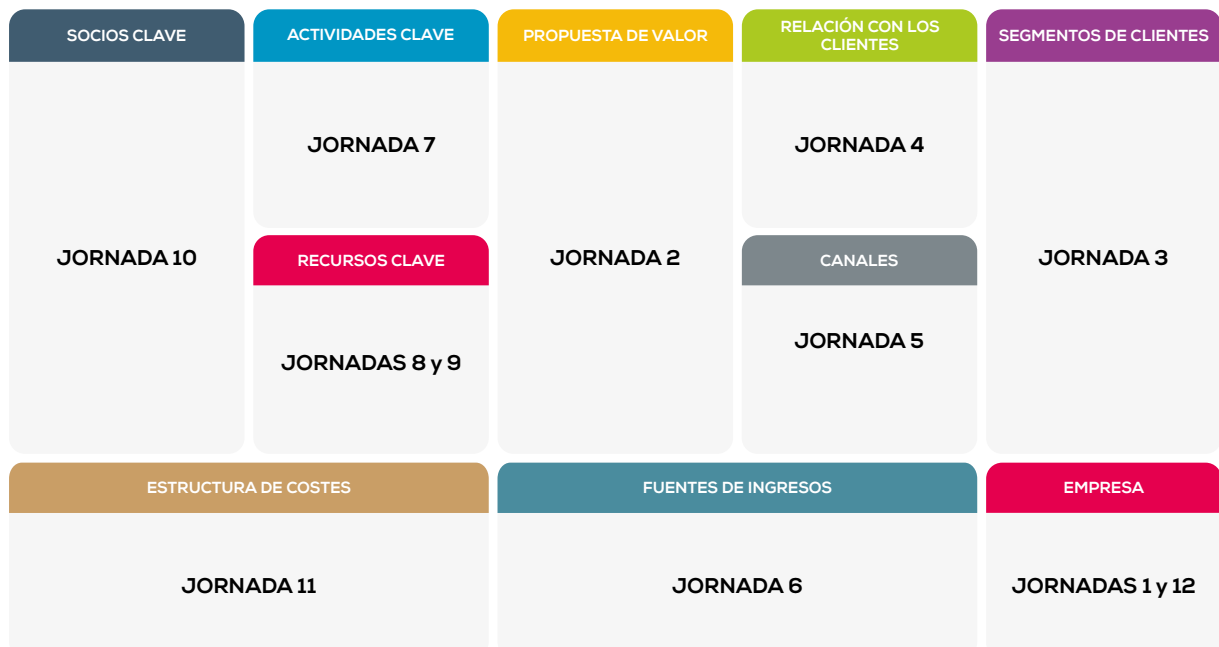 SOCIOS CLAVE
JORNADA 10
ACTIVIDADES CLAVE
JORNADA 7
RECURSOS CLAVE
JORNADAS 8 y 9
PROPUESTA DE VALOR
JORNADA 2
RELACIÓN CON LOS
CLIENTES
JORNADA 4
CANALES
JORNADA 5
SEGMENTOS DE CLIENTES
JORNADA 3
ESTRUCTURA DE COSTES
JORNADA 11
FUENTES DE INGRESOS
JORNADA 6
EMPRESA
JORNADAS 1 y 12